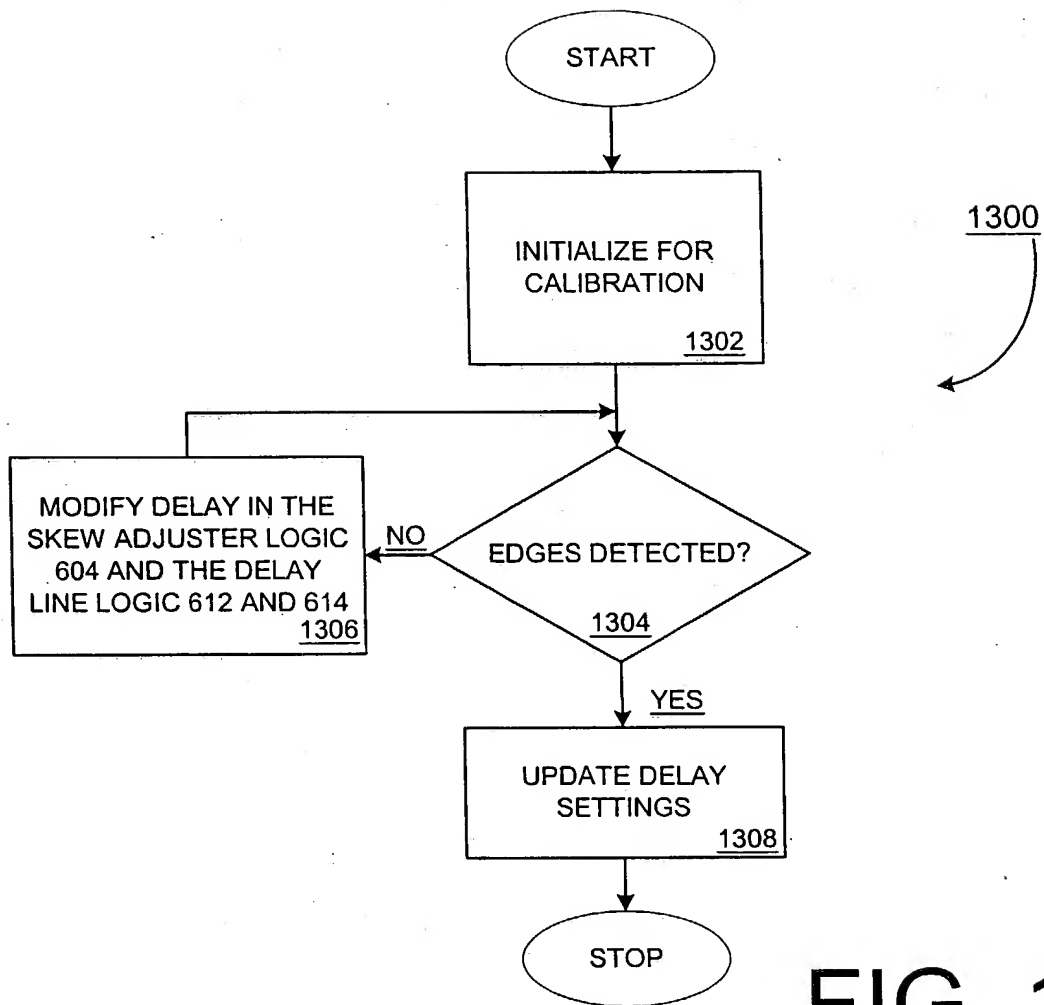 START
1300
INITIALIZE FOR
CALIBRATION
1302
MODIFY DELAY IN THE
SKEW ADJUSTER LOGIC
604 AND THE DELAY
LINE LOGIC 612 AND 614
1306
NO
EDGES DETECTED?
1304
YES
UPDATE DELAY
SETTINGS
1308
STOP
FIG.